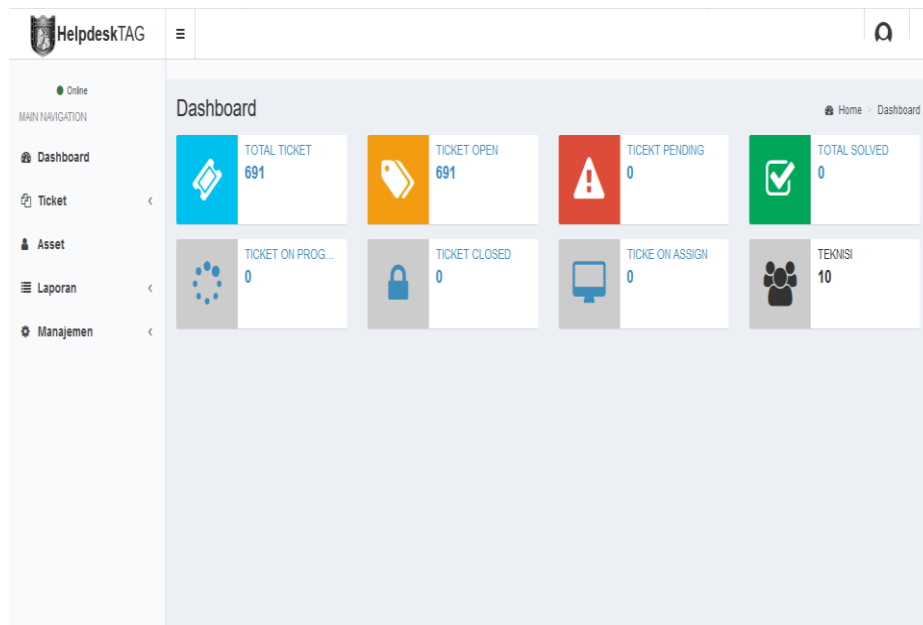 HelpdeskTAG
Online
MAIN NAVIGATION
Dashboard
Ticket
Asset
Laporan
Manajemen
Dashboard
Home > Dashboard
TOTAL TICKET
691
TICKET OPEN
691
TICEKT PENDING
0
TOTAL SOLVED
0
TICKET ON PROG...
0
TICKET CLOSED
0
TICKE ON ASSIGN
0
TEKNISI
10